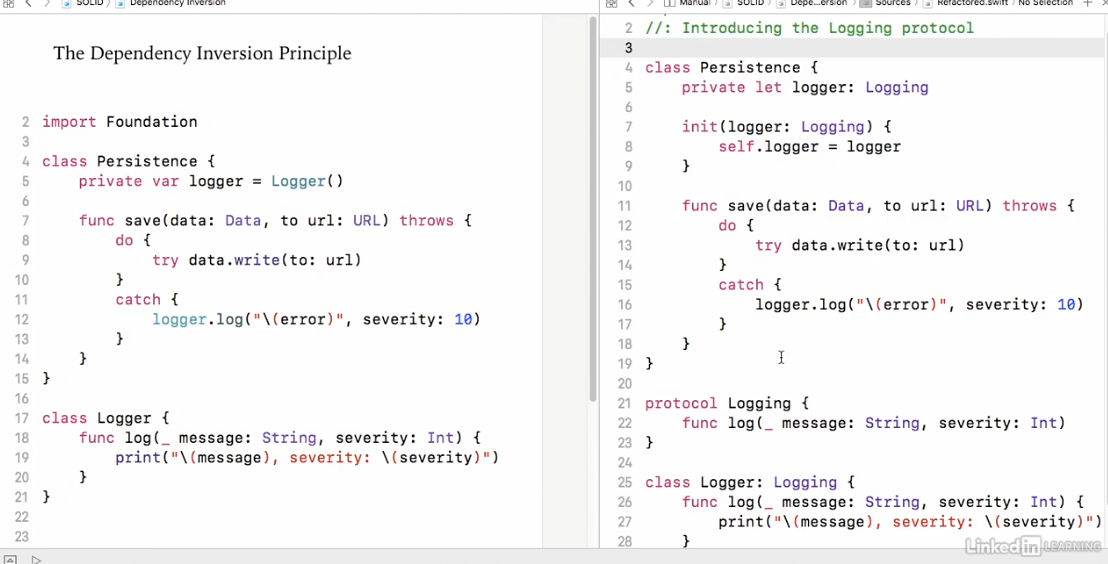 SOLID Dependency Inversion
The Dependency Inversion Principle
2 import Foundation
3
4 class Persistence {
5 private var logger = Logger()
6
7 func save(data: Data, to url: URL) throws {
8 do {
9 try data.write(to: url)
10 }
11 catch {
12 logger.log("\(error)", severity: 10)
13 }
14 }
15 }
16
17 class Logger {
18 func log(_ message: String, severity: Int) {
19 print("\(message), severity: \(severity)")
20 }
21 }
22
23
Manual SOLID Depe...ersion Sources Refactored.swift No Selection
2 //: Introducing the Logging protocol
3
4 class Persistence {
5 private let logger: Logging
6
7 init(logger: Logging) {
8 self.logger = logger
9 }
10
11 func save(data: Data, to url: URL) throws {
12 do {
13 try data.write(to: url)
14 }
15 catch {
16 logger.log("\(error)", severity: 10)
17 }
18 }
19 }
20
21 protocol Logging {
22 func log(_ message: String, severity: Int)
23 }
24
25 class Logger: Logging {
26 func log(_ message: String, severity: Int) {
27 print("\(message), severity: \(severity)")
28 }
Linked in LEARNING